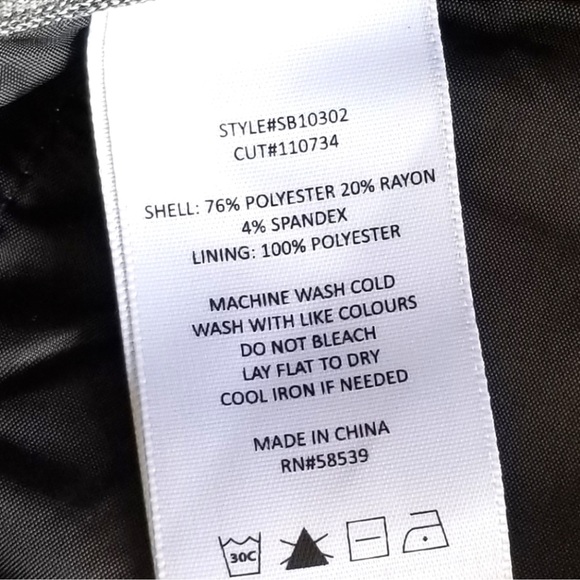 STYLE#SB10302
CUT#110734
SHELL: 76% POLYESTER 20% RAYON
4% SPANDEX
LINING: 100% POLYESTER
MACHINE WASH COLD
WASH WITH LIKE COLOURS
DO NOT BLEACH
LAY FLAT TO DRY
COOL IRON IF NEEDED
MADE IN CHINA
RN#58539
30C